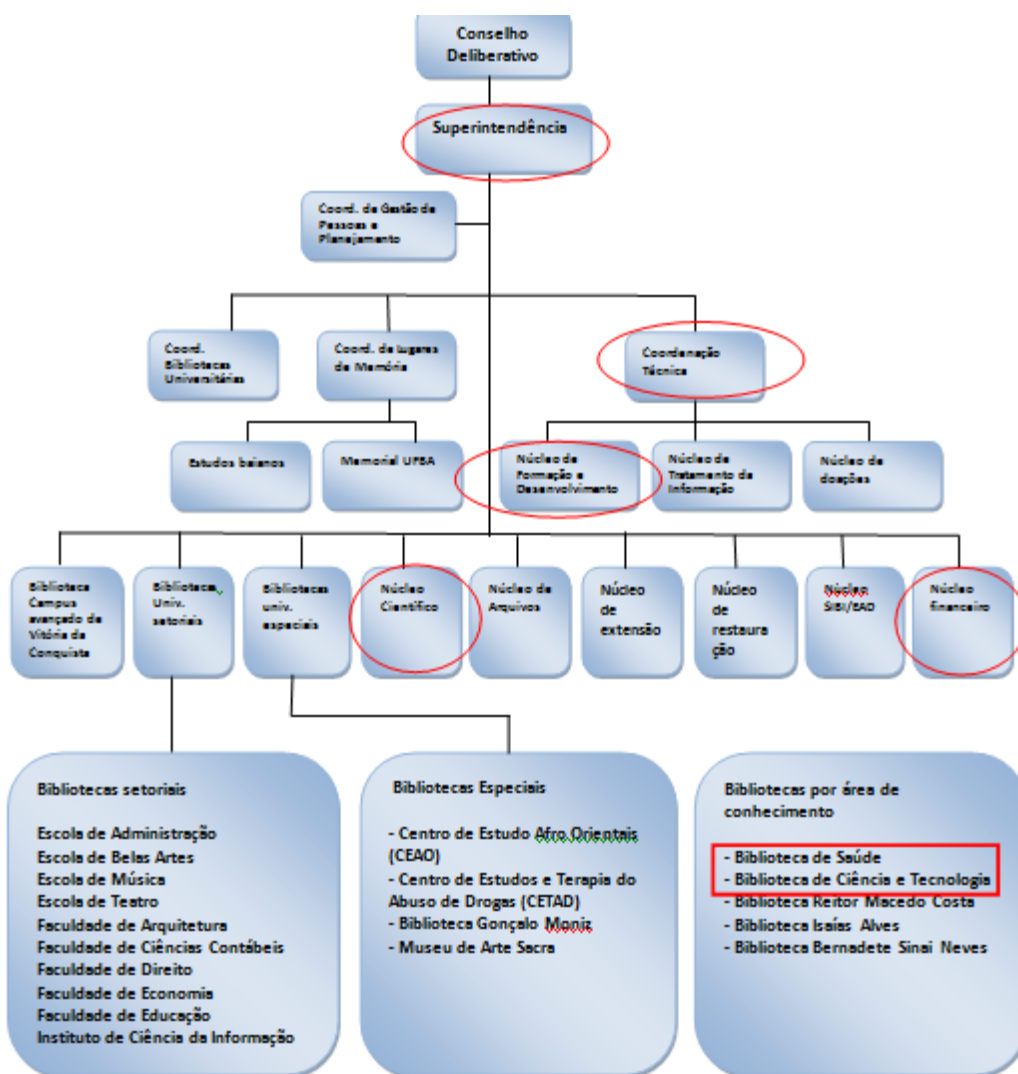 Conselho
Deliberativo
Superintendência
Coord. de Gestão de
Pessoas e
Planejamento
Coord.
Bibliotecas
Universitárias
Coord. de lugares
de Memória
Coordenação
Técnica
Estudos baianos
Memorial UFBA
Núcleo de
Formação e
Desenvolvimento
Núcleo de
Tratamento da
Informação
Núcleo de
doações
Biblioteca
Campus
avançado de
Vitória da
Conquista
Bibliotecas
Univ.
setoriais
Bibliotecas
univ.
especiais
Núcleo
Científico
Núcleo de
Arquivos
Núcleo
de
extensão
Núcleo
de
restaura
ção
Núcleo
SIBI/EAD
Núcleo
financeiro
Bibliotecas setoriais
Escola de Administração
Escola de Belas Artes
Escola de Música
Escola de Teatro
Faculdade de Arquitetura
Faculdade de Ciências Contábeis
Faculdade de Direito
Faculdade de Economia
Faculdade de Educação
Instituto de Ciência da Informação
Bibliotecas Especiais
- Centro de Estudo Afro Orientais
(CEAO)
- Centro de Estudos e Terapia do
Abuso de Drogas (CETAD)
- Biblioteca Gonçalo Moniz
- Museu de Arte Sacra
Bibliotecas por área de
conhecimento
- Biblioteca de Saúde
- Biblioteca de Ciência e Tecnologia
- Biblioteca Reitor Macedo Costa
- Biblioteca Isaías Alves
- Biblioteca Bernadete Sinai Neves